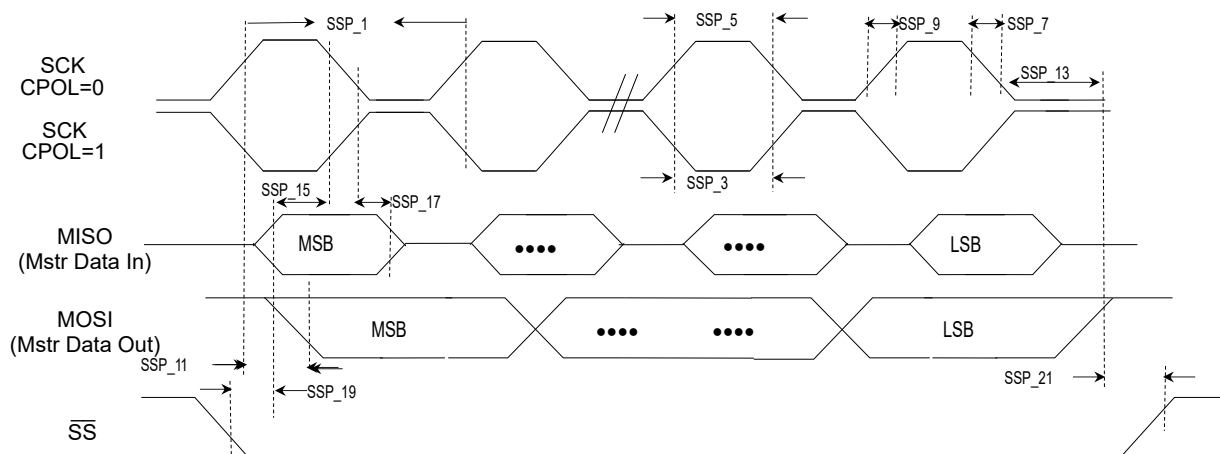 SSP_1
SSP_5
SSP_9
SSP_7
SCK
CPOL=0
SSP_13
SCK
CPOL=1
SSP_15
SSP_3
SSP_17
MISO
(Mstr Data In)
MSB
••••
••••
LSB
MOSI
(Mstr Data Out)
MSB
••••
••••
LSB
SSP_11
SSP_19
SSP_21
SS